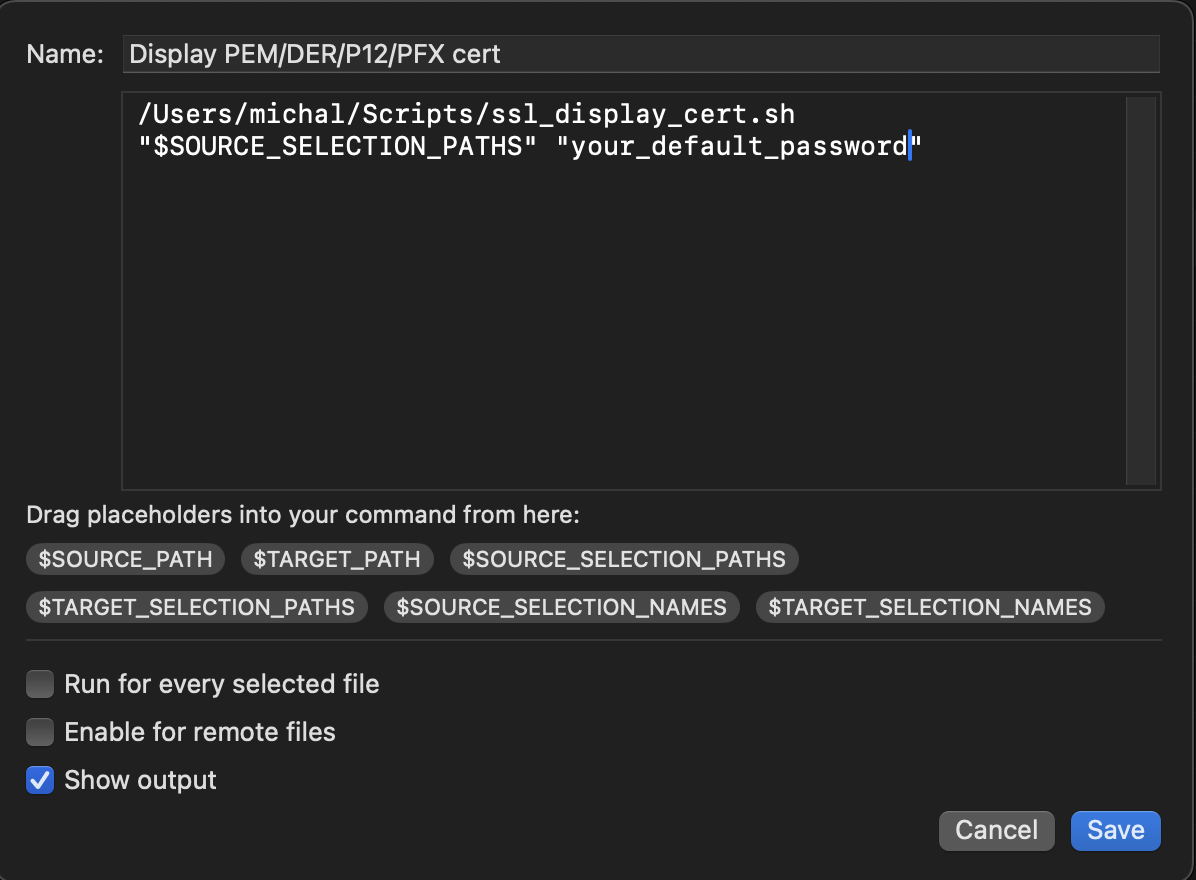 Name: Display PEM/DER/P12/PFX cert
/Users/michal/Scripts/ssl_display_cert.sh
"$SOURCE_SELECTION_PATHS" "your_default_password"
Drag placeholders into your command from here:
$SOURCE_PATH $TARGET_PATH $SOURCE_SELECTION_PATHS
$TARGET_SELECTION_PATHS $SOURCE_SELECTION_NAMES $TARGET_SELECTION_NAMES
Run for every selected file
Enable for remote files
Show output
Cancel Save